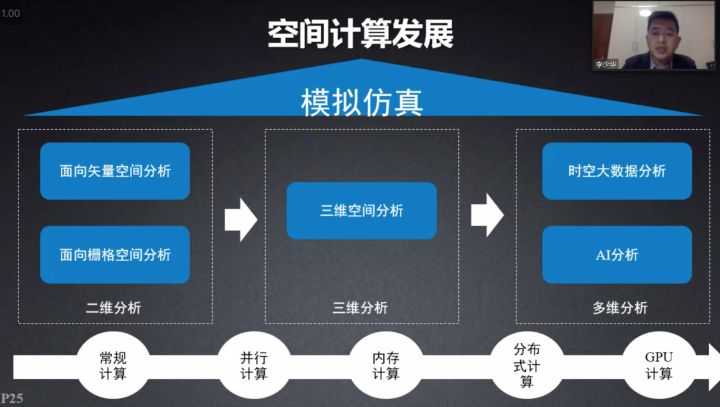 1.00
空间计算发展
李少华
模拟仿真
面向矢量空间分析
面向栅格空间分析
二维分析
三维空间分析
三维分析
时空大数据分析
AI分析
多维分析
常规
计算
并行
计算
内存
计算
分布
式计
算
GPU
计算
P25